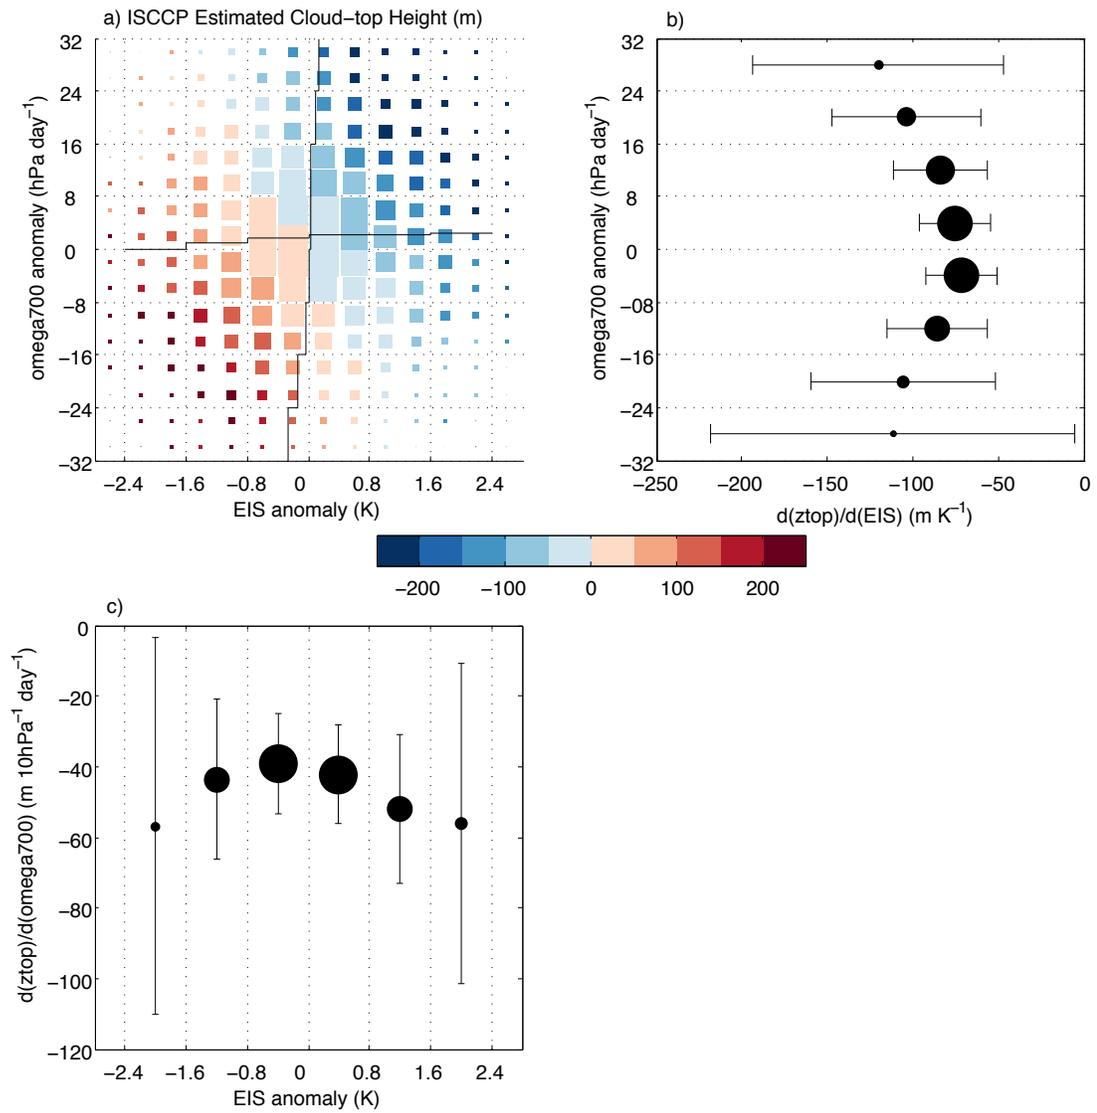 a) ISCCP Estimated Cloud−top Height (m)
b)
32
24
16
8
0
−8
−16
−24
−32
omega700 anomaly (hPa day−1)
−2.4 −1.6 −0.8 0 0.8 1.6 2.4
EIS anomaly (K)
32
24
16
8
0
−08
−16
−24
−32
omega700 anomaly (hPa day−1)
−250 −200 −150 −100 −50 0
d(ztop)/d(EIS) (m K−1)
−200 −100 0 100 200
c)
0
−20
−40
−60
−80
−100
−120
d(ztop)/d(omega700) (m 10hPa−1 day−1)
−2.4 −1.6 −0.8 0 0.8 1.6 2.4
EIS anomaly (K)